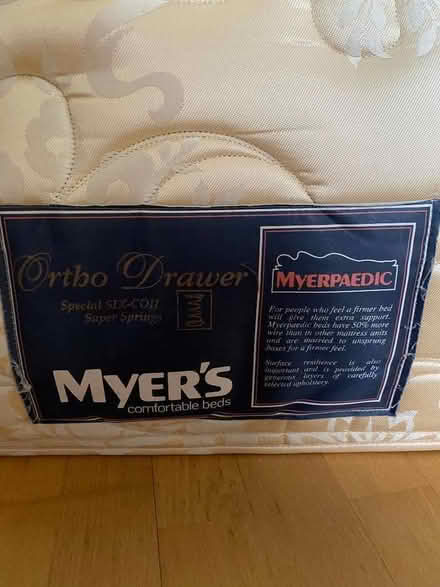 Ortho Drawer
Special SIX-COIL
Super Springs
MYER'S
comfortable beds
MYERPAEDIC
For people who feel a firmer bed
will give them extra support.
Myerpaedic beds have 50% more
wire than in other mattress units
and are married to unsprung
bases for a firmer feel.
Surface resilience is also
important and is provided by
generous layers of carefully
selected upholstery.